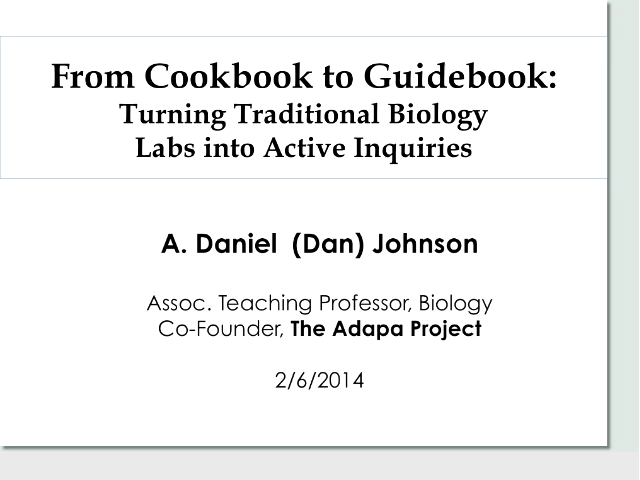 From Cookbook to Guidebook:
Turning Traditional Biology
Labs into Active Inquiries
A. Daniel (Dan) Johnson
Assoc. Teaching Professor, Biology
Co-Founder, The Adapa Project
2/6/2014